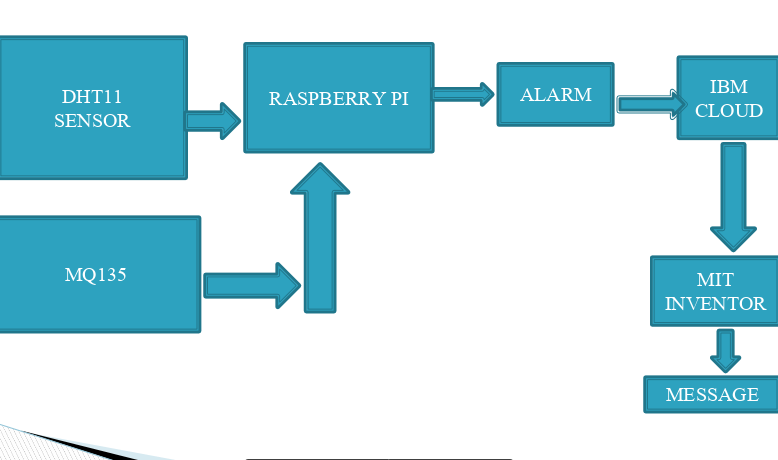 DHT11
SENSOR
RASPBERRY PI
ALARM
IBM
CLOUD
MQ135
MIT
INVENTOR
MESSAGE